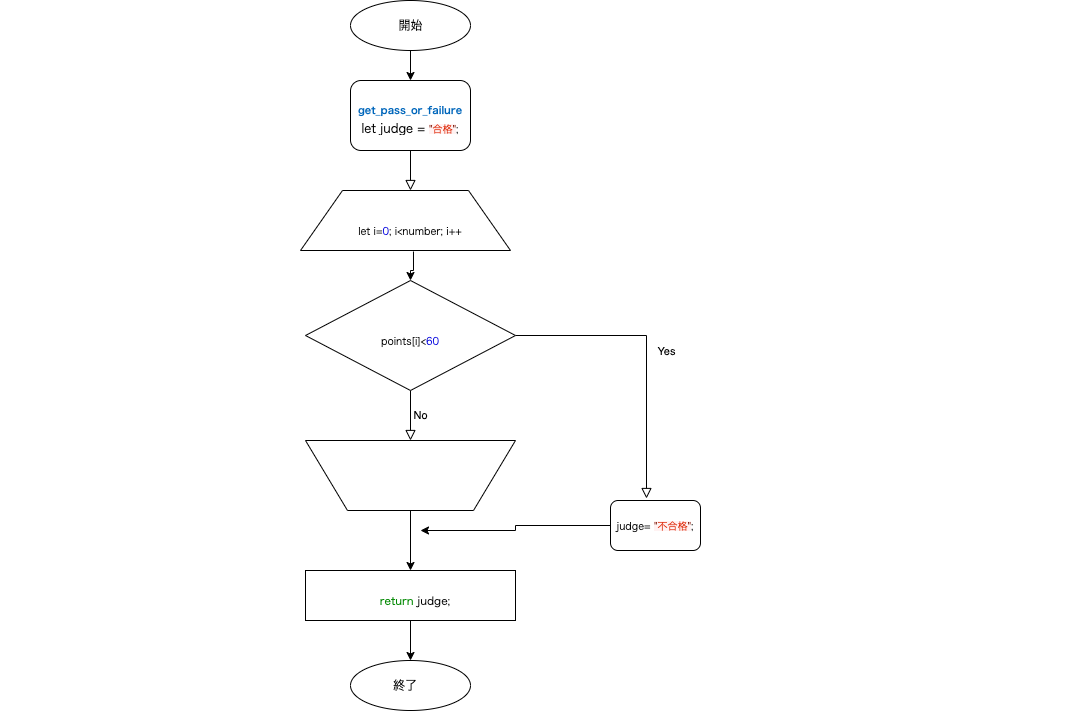 開始
get_pass_or_failure
let judge = "合格";
let i=0; i<number; i++
points[i]<60
Yes
No
judge= "不合格";
return judge;
終了